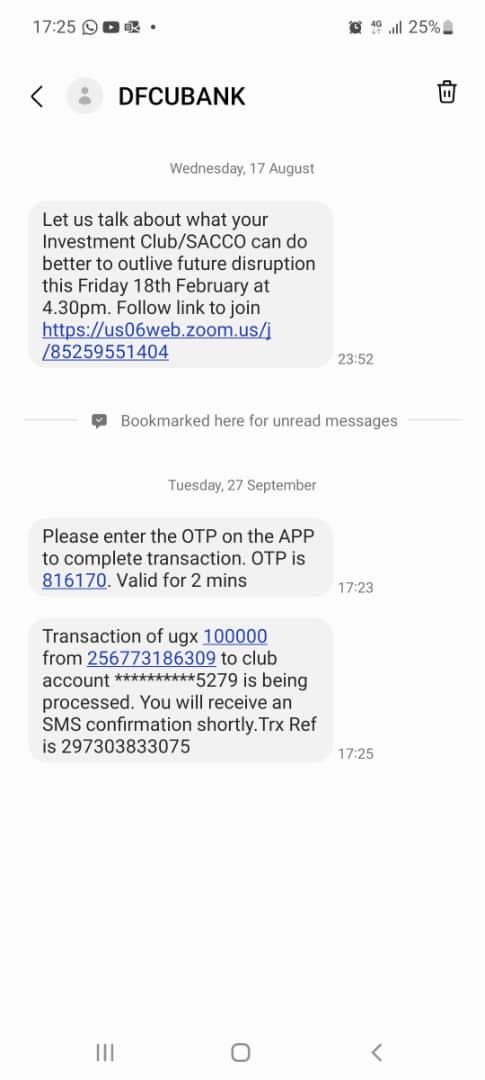 17:25
4G 25%
DFCUBANK
Wednesday, 17 August
Let us talk about what your
Investment Club/SACCO can do
better to outlive future disruption
this Friday 18th February at
4.30pm. Follow link to join
https://us06web.zoom.us/j
/85259551404
23:52
Bookmarked here for unread messages
Tuesday, 27 September
Please enter the OTP on the APP
to complete transaction. OTP is
816170. Valid for 2 mins
17:23
Transaction of ugx 100000
from 256773186309 to club
account **********5279 is being
processed. You will receive an
SMS confirmation shortly.Trx Ref
is 297303833075
17:25